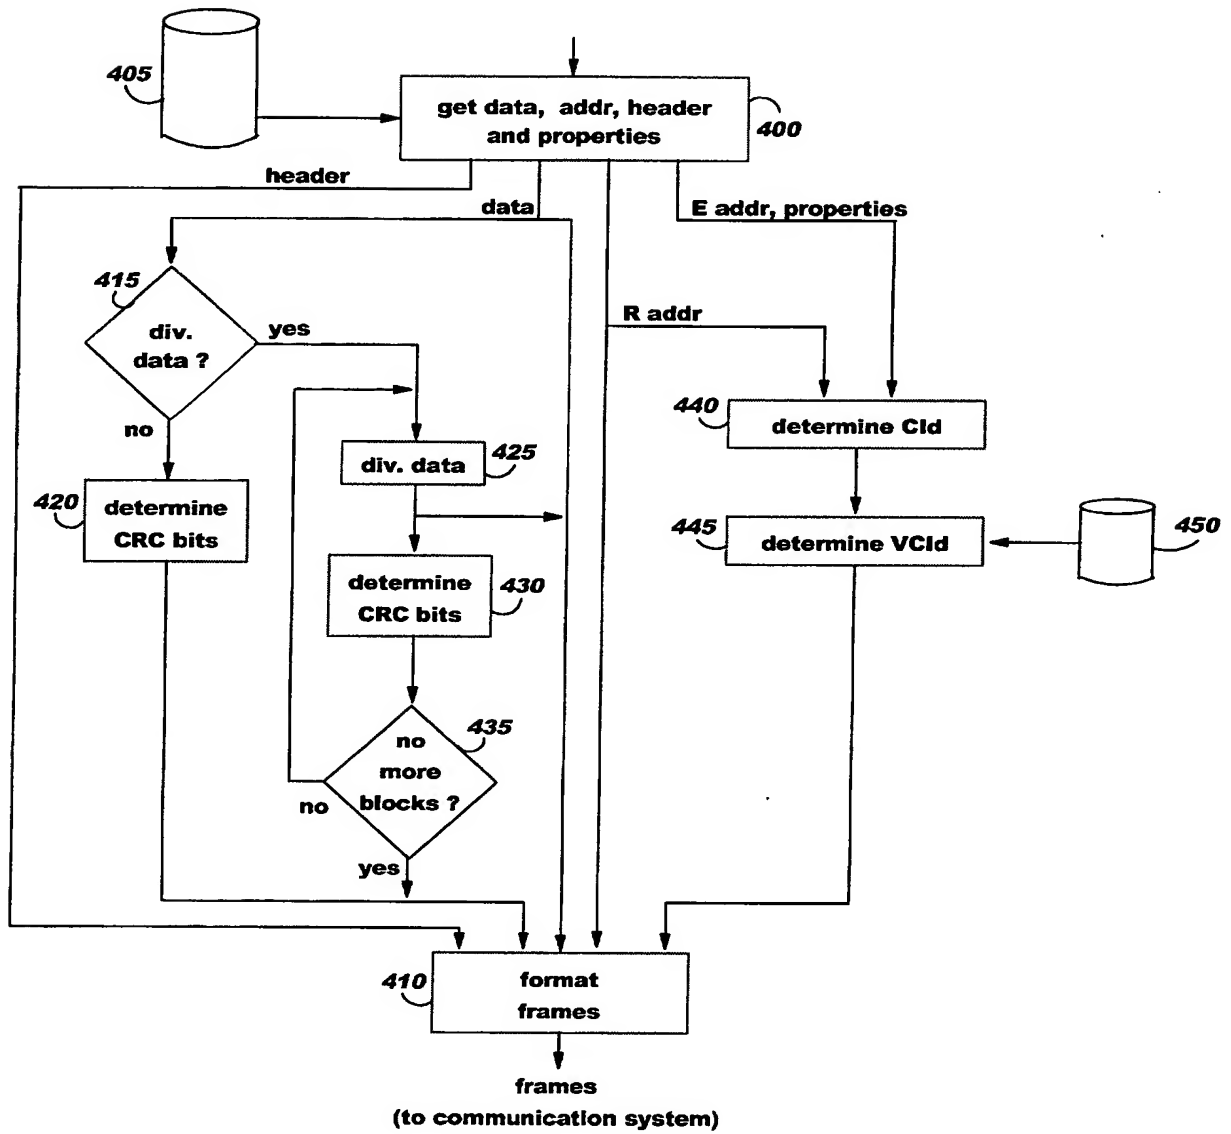 405
get data, addr, header
and properties
400
header
data
E addr, properties
415
div.
data ?
yes
no
R addr
440
determine CId
425
div. data
420
determine
CRC bits
445
determine VCId
450
430
determine
CRC bits
435
no
more
blocks ?
no
yes
410
format
frames
frames
(to communication system)